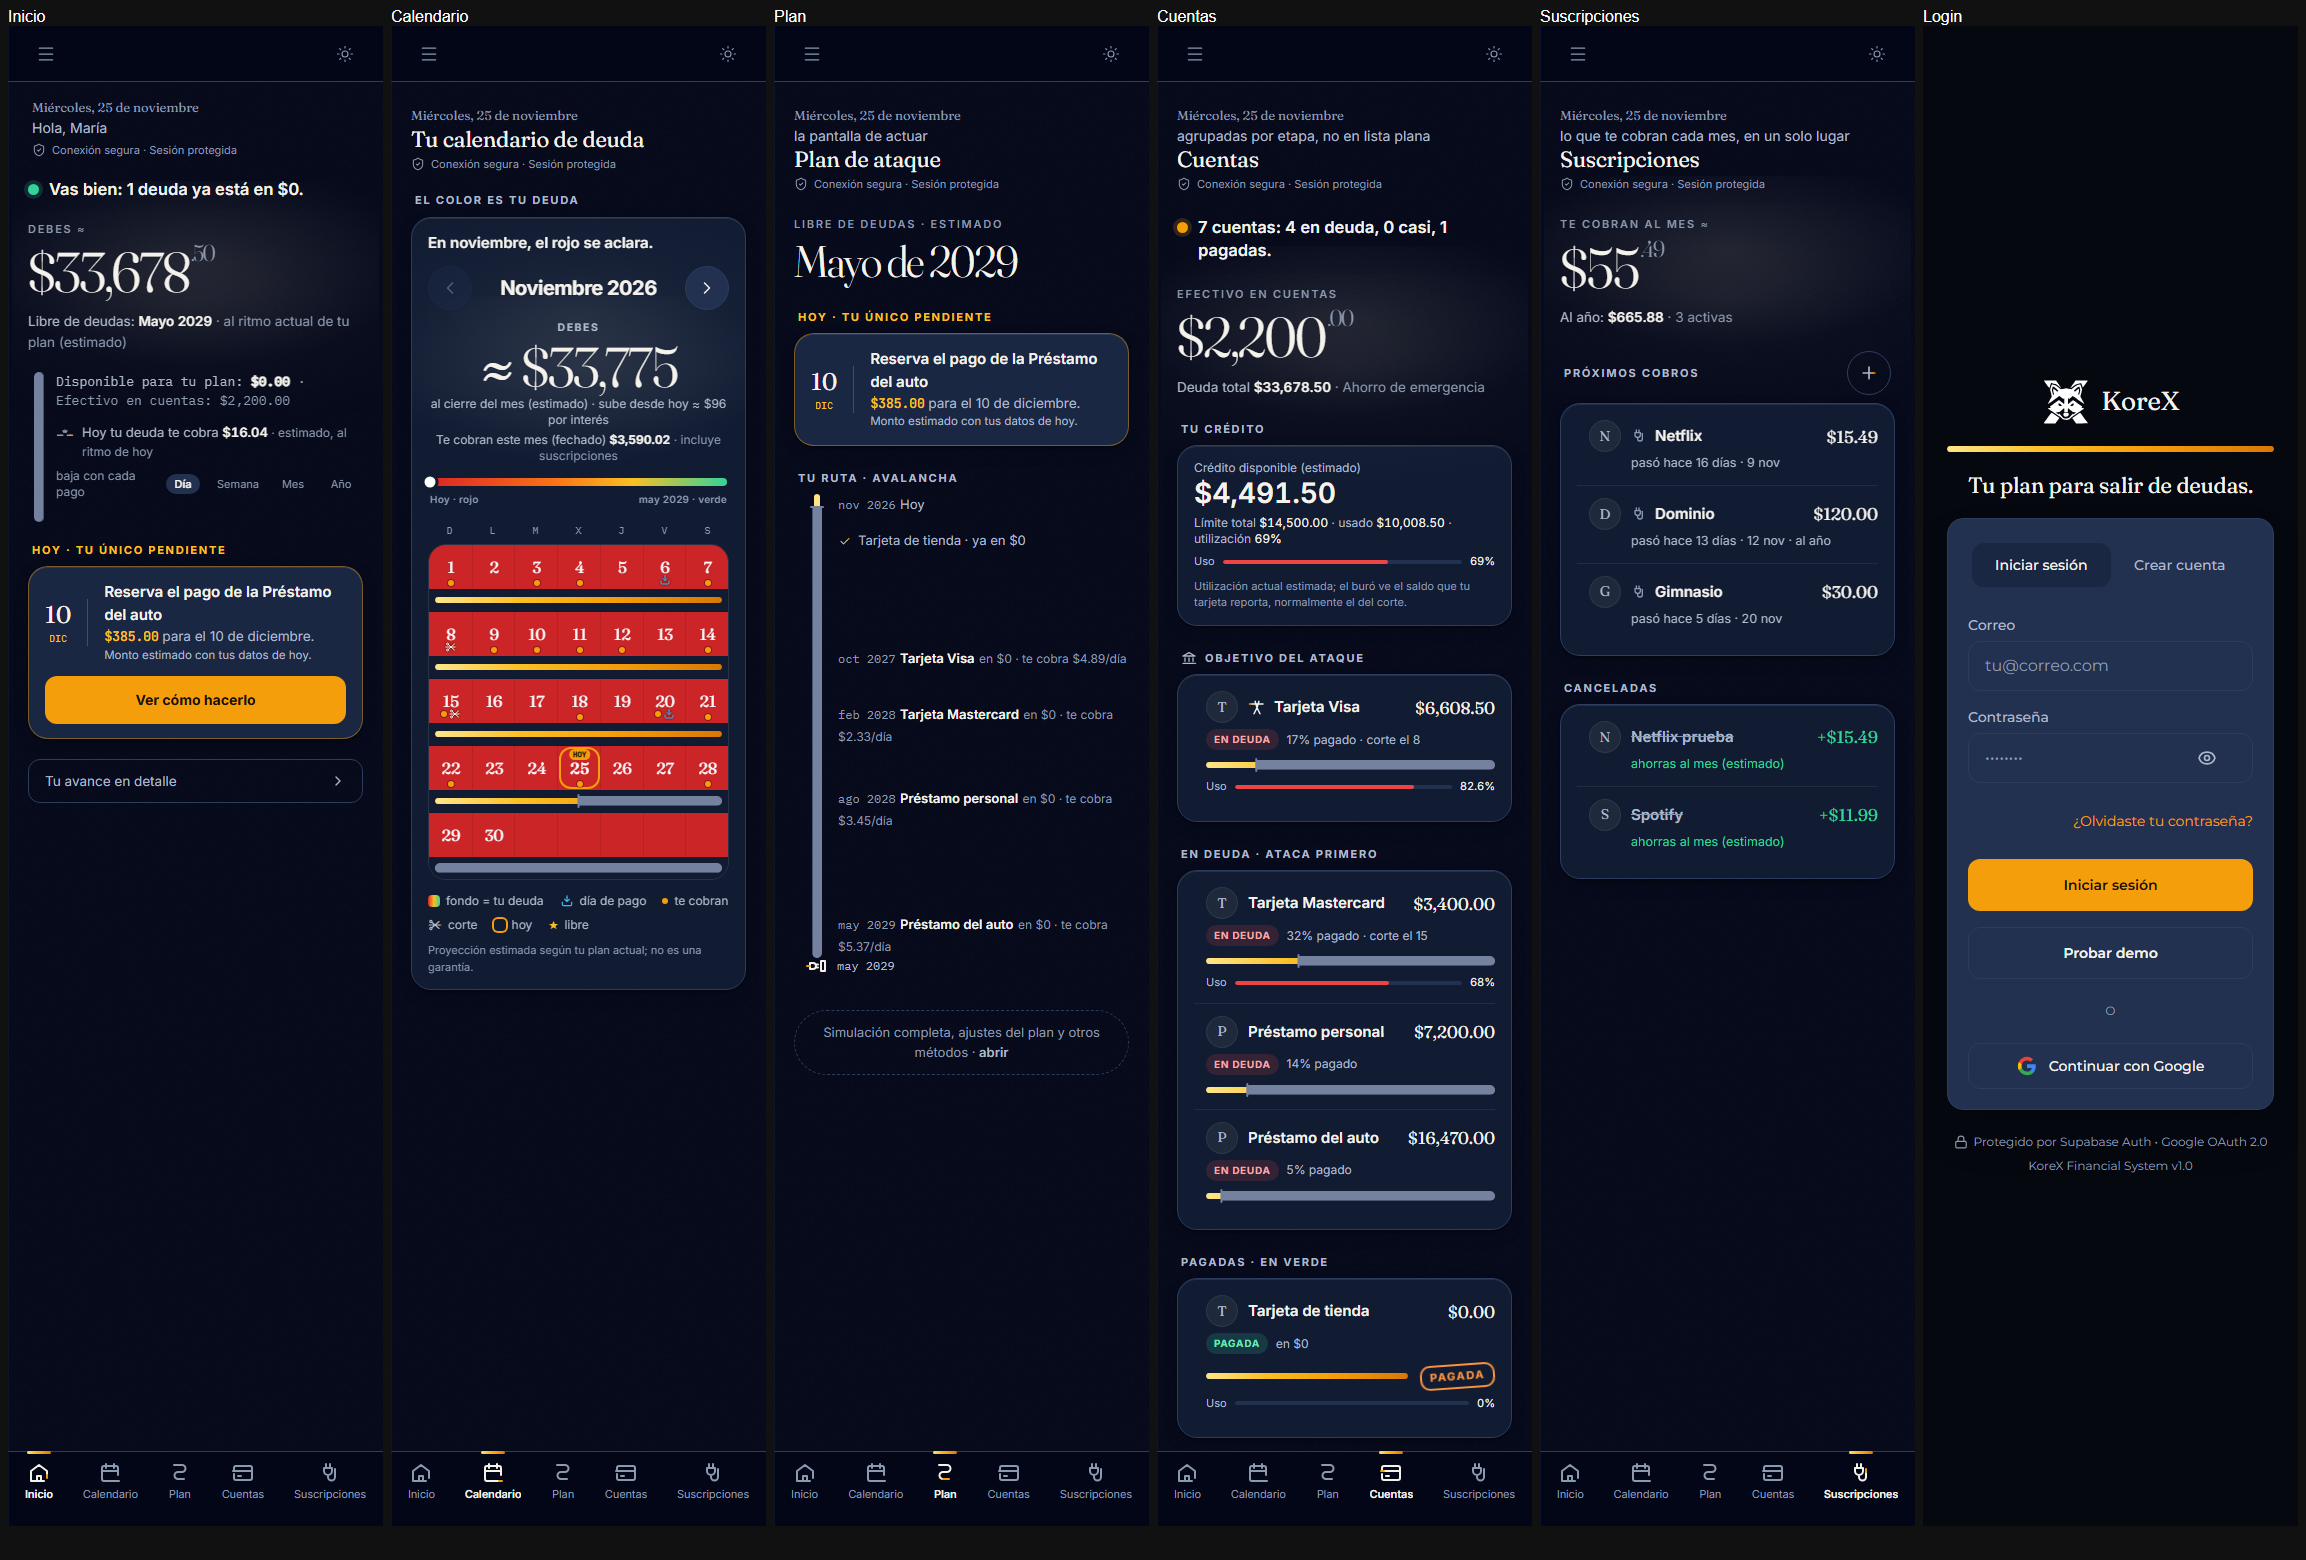 Inicio
Miércoles, 25 de noviembre
Hola, María
Conexión segura · Sesión protegida
Vas bien: 1 deuda ya está en $0.
DEBES ≈
$33,678.50
Libre de deudas: Mayo 2029 · al ritmo actual de tu
plan (estimado)
Disponible para tu plan: $0.00 ·
Efectivo en cuentas: $2,200.00
Hoy tu deuda te cobra $16.04 · estimado, al
ritmo de hoy
baja con cada
pago
Día Semana Mes Año
HOY · TU ÚNICO PENDIENTE
10
DIC
Reserva el pago de la Préstamo
del auto
$385.00 para el 10 de diciembre.
Monto estimado con tus datos de hoy.
Ver cómo hacerlo
Tu avance en detalle
Inicio Calendario Plan Cuentas Suscripciones
Calendario
Miércoles, 25 de noviembre
Tu calendario de deuda
Conexión segura · Sesión protegida
EL COLOR ES TU DEUDA
En noviembre, el rojo se aclara.
Noviembre 2026
DEBES
≈ $33,775
al cierre del mes (estimado) · sube desde hoy ≈ $96
por interés
Te cobran este mes (fechado) $3,590.02 · incluye
suscripciones
Hoy · rojo may 2029 · verde
D L M X J V S
1 2 3 4 5 6 7
8 9 10 11 12 13 14
15 16 17 18 19 20 21
HOY
22 23 24 25 26 27 28
29 30
fondo = tu deuda día de pago te cobran
corte hoy libre
Proyección estimada según tu plan actual; no es una
garantía.
Inicio Calendario Plan Cuentas Suscripciones
Plan
Miércoles, 25 de noviembre
la pantalla de actuar
Plan de ataque
Conexión segura · Sesión protegida
LIBRE DE DEUDAS · ESTIMADO
Mayo de 2029
HOY · TU ÚNICO PENDIENTE
10
DIC
Reserva el pago de la Préstamo
del auto
$385.00 para el 10 de diciembre.
Monto estimado con tus datos de hoy.
TU RUTA · AVALANCHA
nov 2026 Hoy
Tarjeta de tienda · ya en $0
oct 2027 Tarjeta Visa en $0 · te cobra $4.89/día
feb 2028 Tarjeta Mastercard en $0 · te cobra
$2.33/día
ago 2028 Préstamo personal en $0 · te cobra
$3.45/día
may 2029 Préstamo del auto en $0 · te cobra
$5.37/día
may 2029
Simulación completa, ajustes del plan y otros
métodos · abrir
Inicio Calendario Plan Cuentas Suscripciones
Cuentas
Miércoles, 25 de noviembre
agrupadas por etapa, no en lista plana
Cuentas
Conexión segura · Sesión protegida
7 cuentas: 4 en deuda, 0 casi, 1
pagadas.
EFECTIVO EN CUENTAS
$2,200.00
Deuda total $33,678.50 · Ahorro de emergencia
TU CRÉDITO
Crédito disponible (estimado)
$4,491.50
Límite total $14,500.00 · usado $10,008.50 ·
utilización 69%
Uso 69%
Utilización actual estimada; el buró ve el saldo que tu
tarjeta reporta, normalmente el del corte.
OBJETIVO DEL ATAQUE
T Tarjeta Visa $6,608.50
EN DEUDA 17% pagado · corte el 8
Uso 82.6%
EN DEUDA · ATACA PRIMERO
T Tarjeta Mastercard $3,400.00
EN DEUDA 32% pagado · corte el 15
Uso 68%
P Préstamo personal $7,200.00
EN DEUDA 14% pagado
P Préstamo del auto $16,470.00
EN DEUDA 5% pagado
PAGADAS · EN VERDE
T Tarjeta de tienda $0.00
PAGADA en $0
PAGADA
Uso 0%
Inicio Calendario Plan Cuentas Suscripciones
Suscripciones
Miércoles, 25 de noviembre
lo que te cobran cada mes, en un solo lugar
Suscripciones
Conexión segura · Sesión protegida
TE COBRAN AL MES ≈
$55.49
Al año: $665.88 · 3 activas
PRÓXIMOS COBROS
N Netflix $15.49
pasó hace 16 días · 9 nov
D Dominio $120.00
pasó hace 13 días · 12 nov · al año
G Gimnasio $30.00
pasó hace 5 días · 20 nov
CANCELADAS
N Netflix prueba +$15.49
ahorras al mes (estimado)
S Spotify +$11.99
ahorras al mes (estimado)
Inicio Calendario Plan Cuentas Suscripciones
Login
KoreX
Tu plan para salir de deudas.
Iniciar sesión Crear cuenta
Correo
tu@correo.com
Contraseña
········
¿Olvidaste tu contraseña?
Iniciar sesión
Probar demo
O
Continuar con Google
Protegido por Supabase Auth · Google OAuth 2.0
KoreX Financial System v1.0